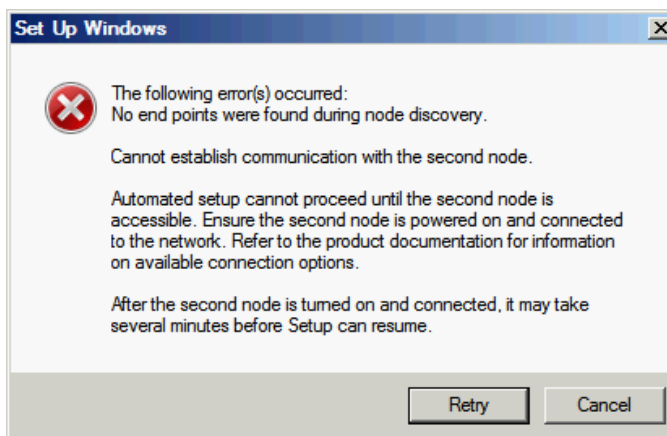 Set Up Windows
The following error(s) occurred:
No end points were found during node discovery.
Cannot establish communication with the second node.
Automated setup cannot proceed until the second node is
accessible. Ensure the second node is powered on and connected
to the network. Refer to the product documentation for information
on available connection options.
After the second node is turned on and connected, it may take
several minutes before Setup can resume.
Retry
Cancel